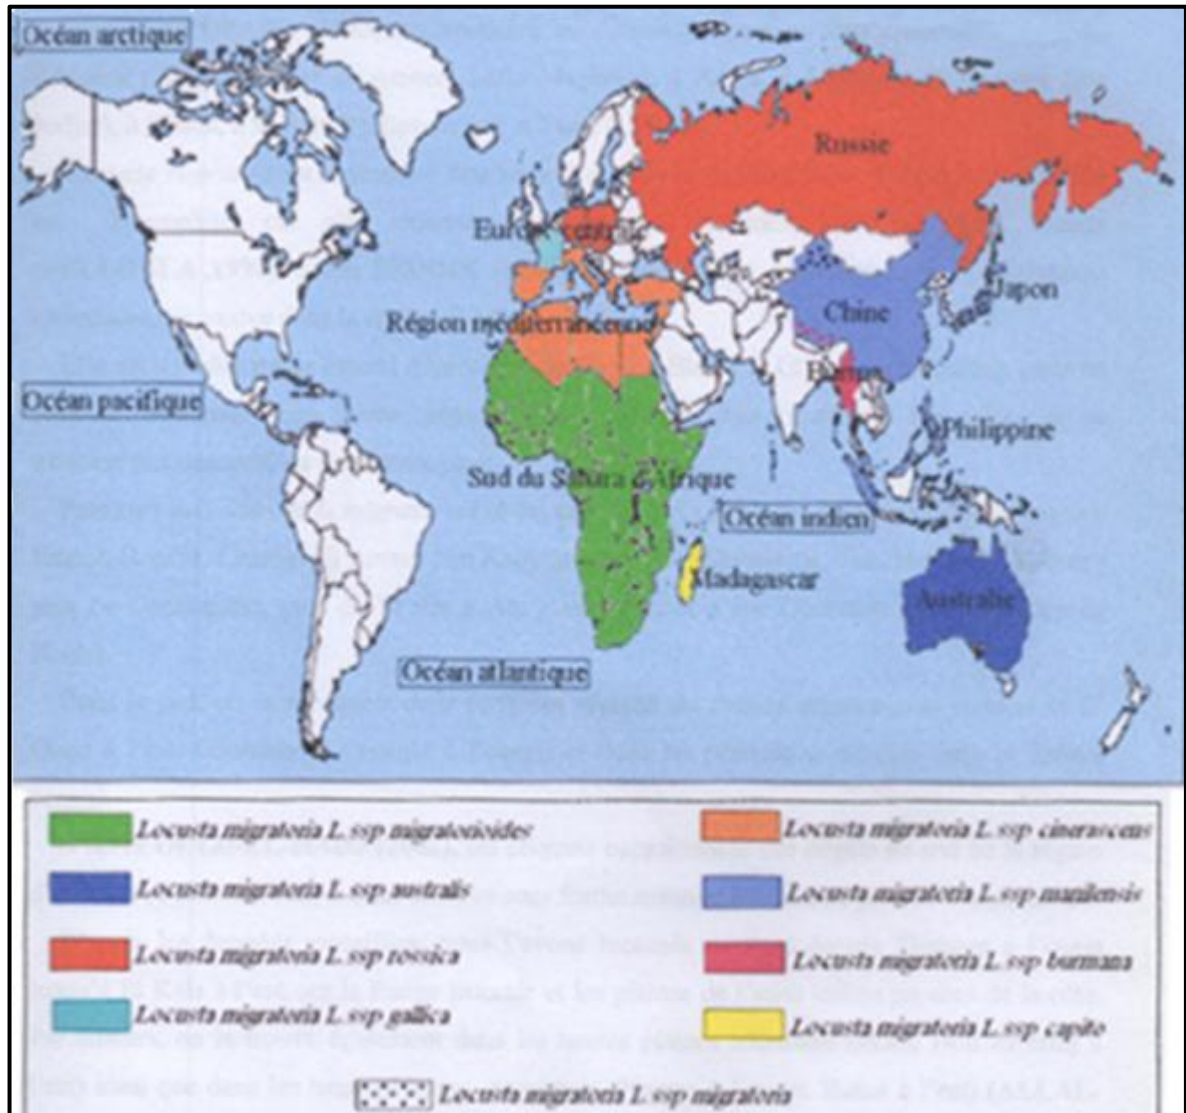 Océan arctique
Russie
Europe centrale
Japon
Chine
Région méditerranéenne
Océan pacifique
Philippine
Sud du Sahara d'Afrique
Océan indien
Madagascar
Australie
Océan atlantique
Locusta migratoria L. ssp migratorioides
Locusta migratoria L. ssp cinerascens
Locusta migratoria L. ssp australis
Locusta migratoria L. ssp manilensis
Locusta migratoria L. ssp rossica
Locusta migratoria L. ssp burmana
Locusta migratoria L. ssp gallica
Locusta migratoria L. ssp capito
Locusta migratoria L. ssp migratoria